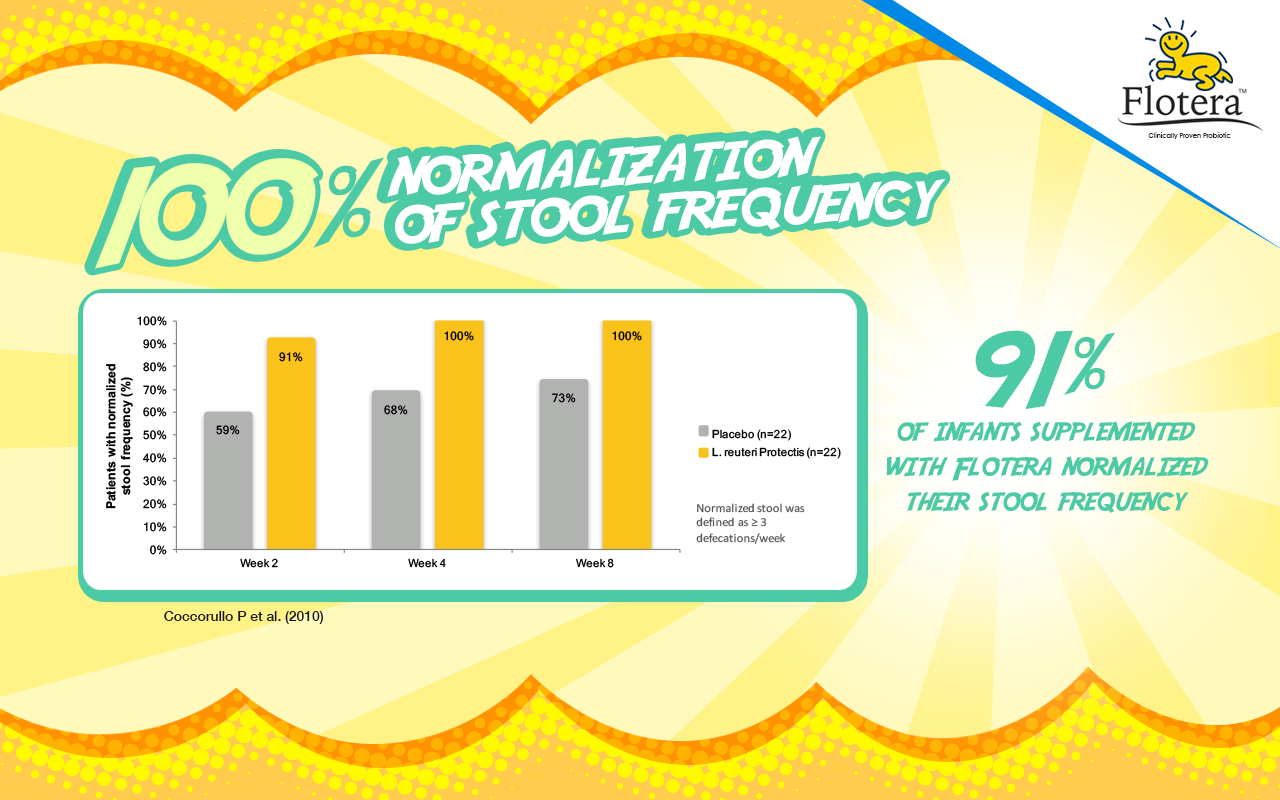 Flotera™
Clinically Proven Probiotic
100% NORMALIZATION
OF STOOL FREQUENCY
Patients with normalized
stool frequency (%)
100%
90%
80%
70%
60%
50%
40%
30%
20%
10%
0%
59%
91%
68%
100%
73%
100%
Week 2
Week 4
Week 8
Placebo (n=22)
L. reuteri Protectis (n=22)
Normalized stool was
defined as ≥ 3
defecations/week
Coccorullo P et al. (2010)
91%
OF INFANTS SUPPLEMENTED
WITH FLOTERA NORMALIZED
THEIR STOOL FREQUENCY